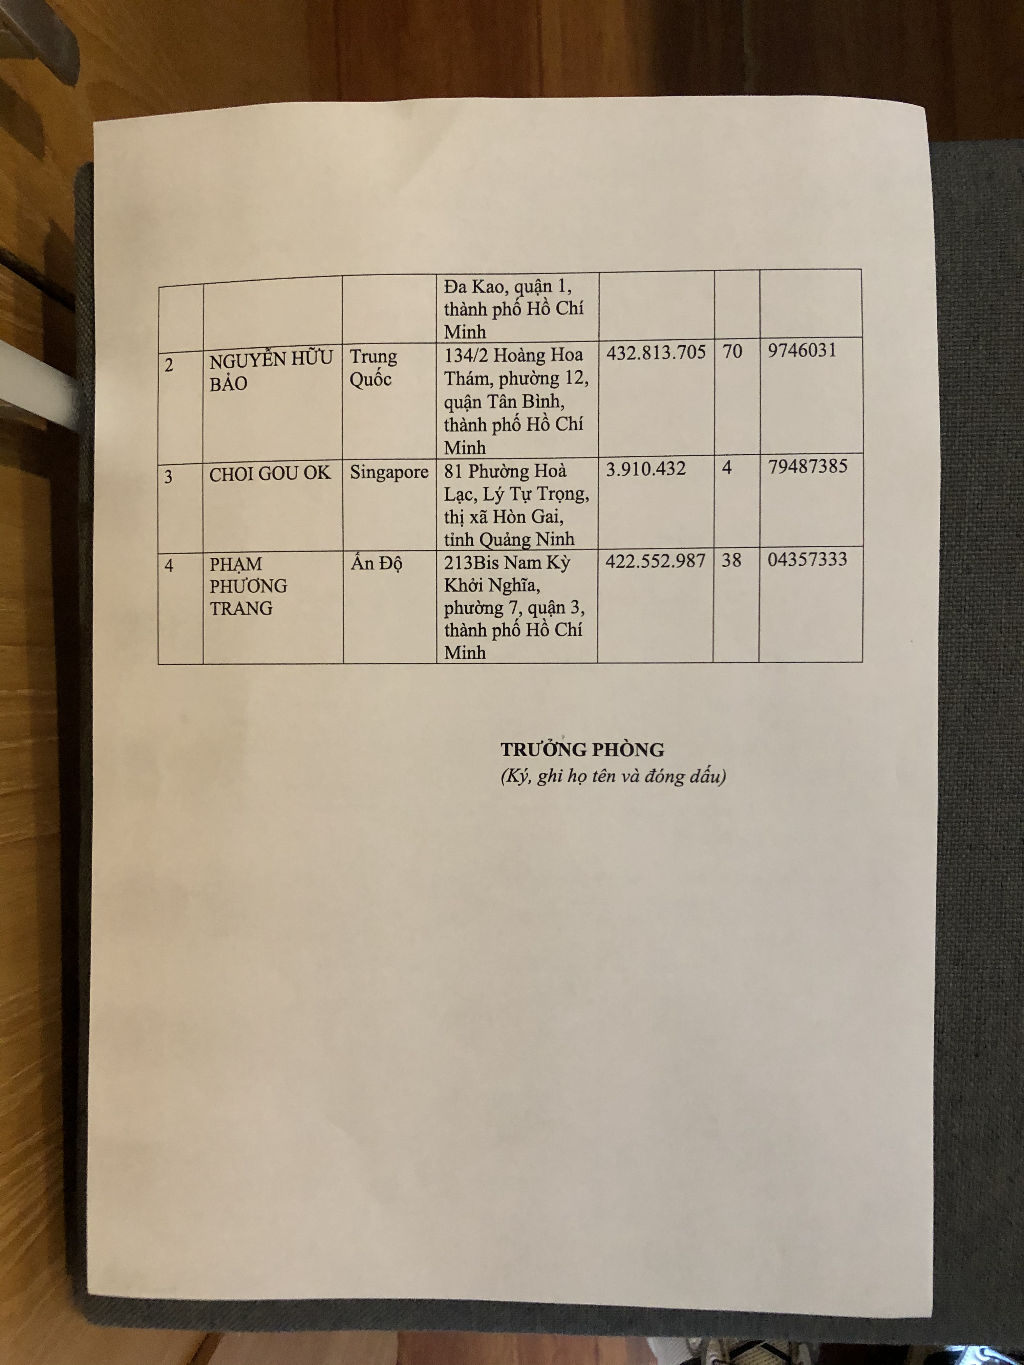 Đa Kao, quận 1,
thành phố Hồ Chí
Minh
2 NGUYỄN HỮU Trung 134/2 Hoàng Hoa 432.813.705 70 9746031
BẢO Quốc Thám, phường 12,
quận Tân Bình,
thành phố Hồ Chí
Minh
3 CHOI GOU OK Singapore 81 Phường Hoà 3.910.432 4 79487385
Lạc, Lý Tự Trọng,
thị xã Hòn Gai,
tỉnh Quảng Ninh
4 PHẠM Ấn Độ 213Bis Nam Kỳ 422.552.987 38 04357333
PHƯƠNG Khởi Nghĩa,
TRANG phường 7, quận 3,
thành phố Hồ Chí
Minh
TRƯỞNG PHÒNG
(Ký, ghi họ tên và đóng dấu)